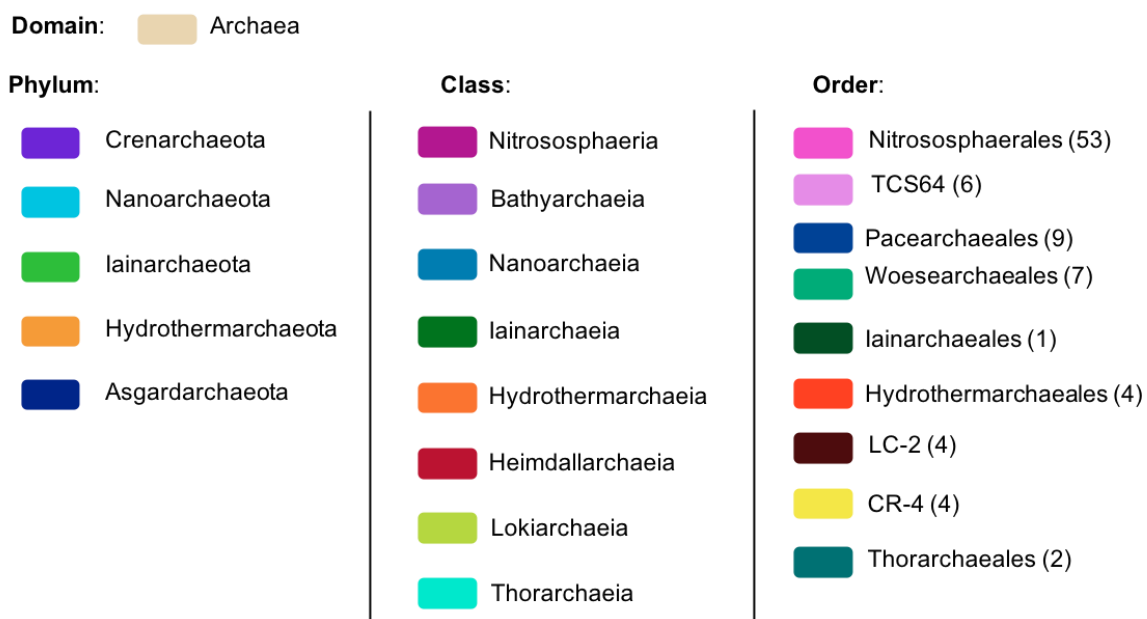 Domain: Archaea
Phylum:
Crenarchaeota
Nanoarchaeota
Iainarchaeota
Hydrothermarchaeota
Asgardarchaeota
Class:
Nitrososphaeria
Bathyarchaeia
Nanoarchaeia
Iainarchaeia
Hydrothermarchaeia
Heimdallarchaeia
Lokiarchaeia
Thorarchaeia
Order:
Nitrososphaerales (53)
TCS64 (6)
Pacearchaeales (9)
Woesearchaeales (7)
Iainarchaeales (1)
Hydrothermarchaeales (4)
LC-2 (4)
CR-4 (4)
Thorarchaeales (2)